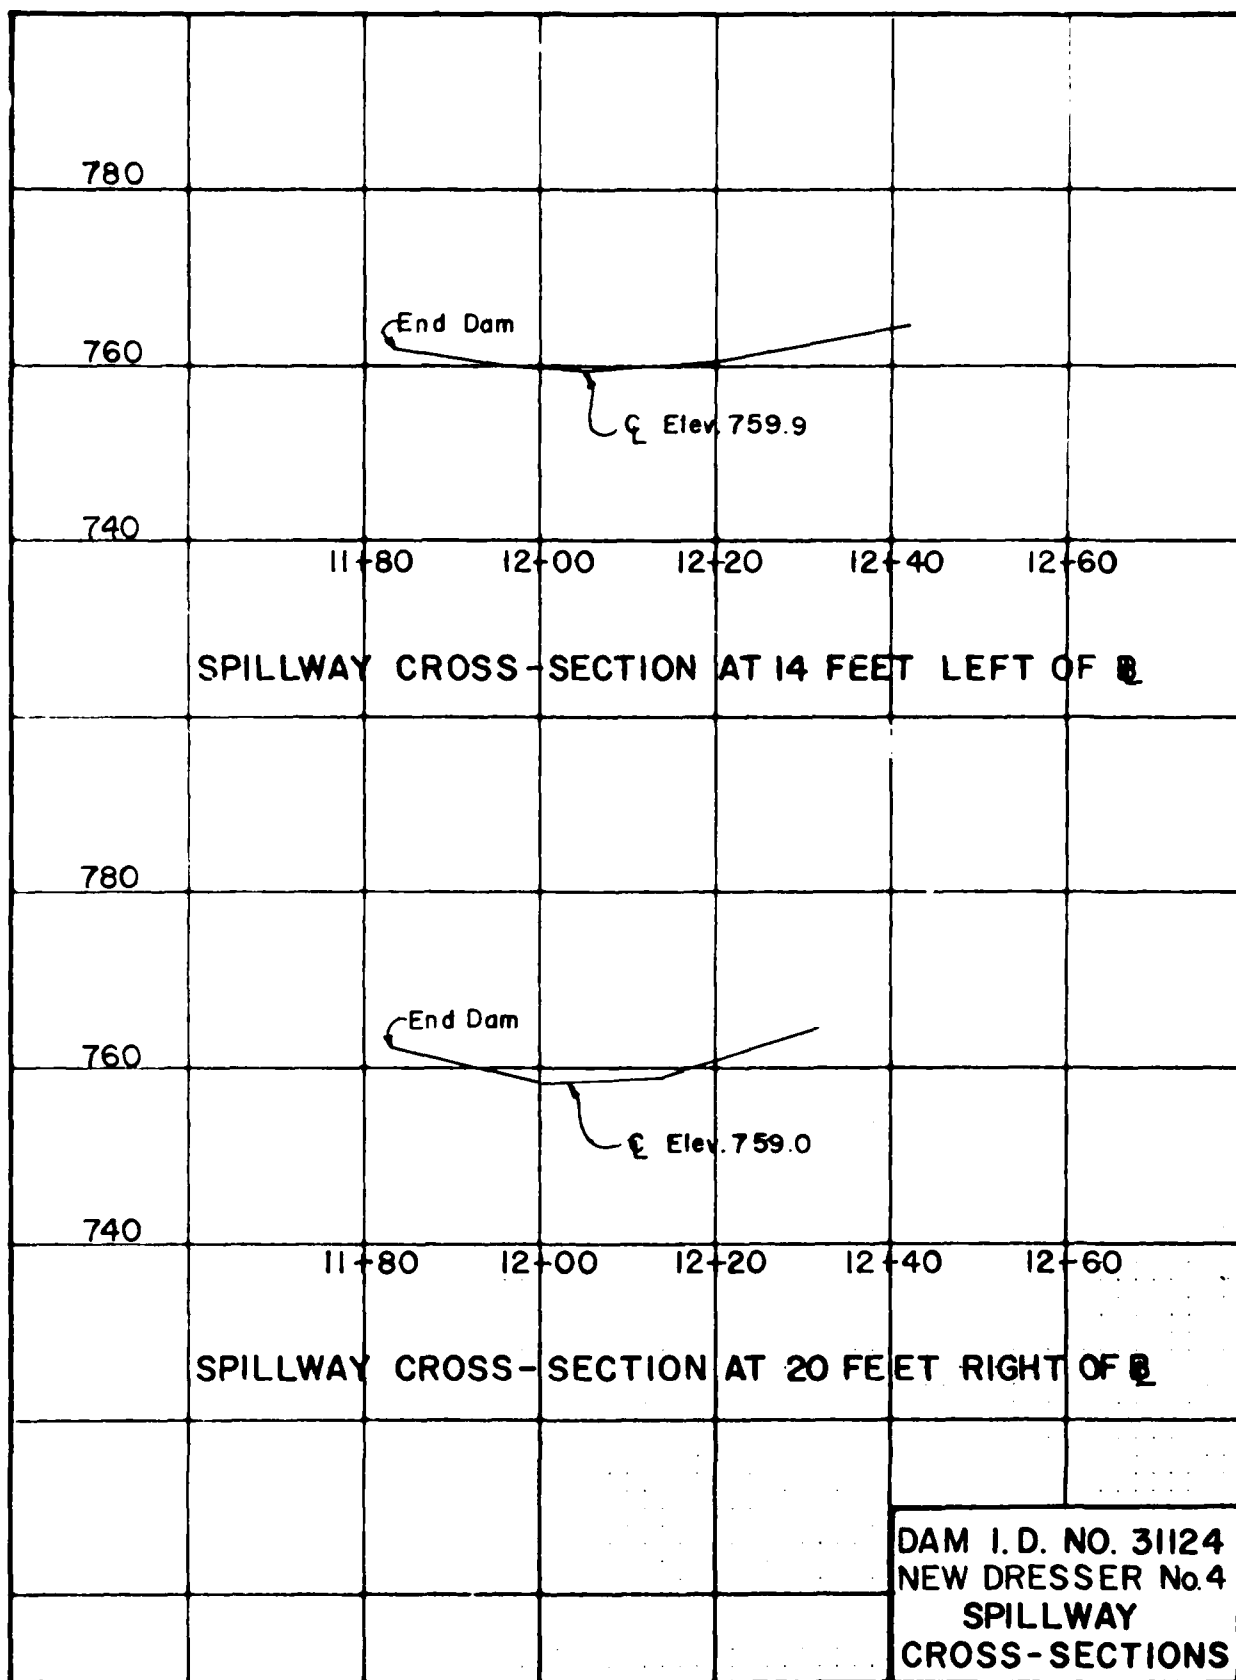 780
End Dam
760
℄ Elev. 759.9
740
11+80 12+00 12+20 12+40 12+60
SPILLWAY CROSS-SECTION AT 14 FEET LEFT OF BL
780
End Dam
760
℄ Elev. 759.0
740
11+80 12+00 12+20 12+40 12+60
SPILLWAY CROSS-SECTION AT 20 FEET RIGHT OF BL
DAM I.D. NO. 31124
NEW DRESSER No. 4
SPILLWAY
CROSS-SECTIONS